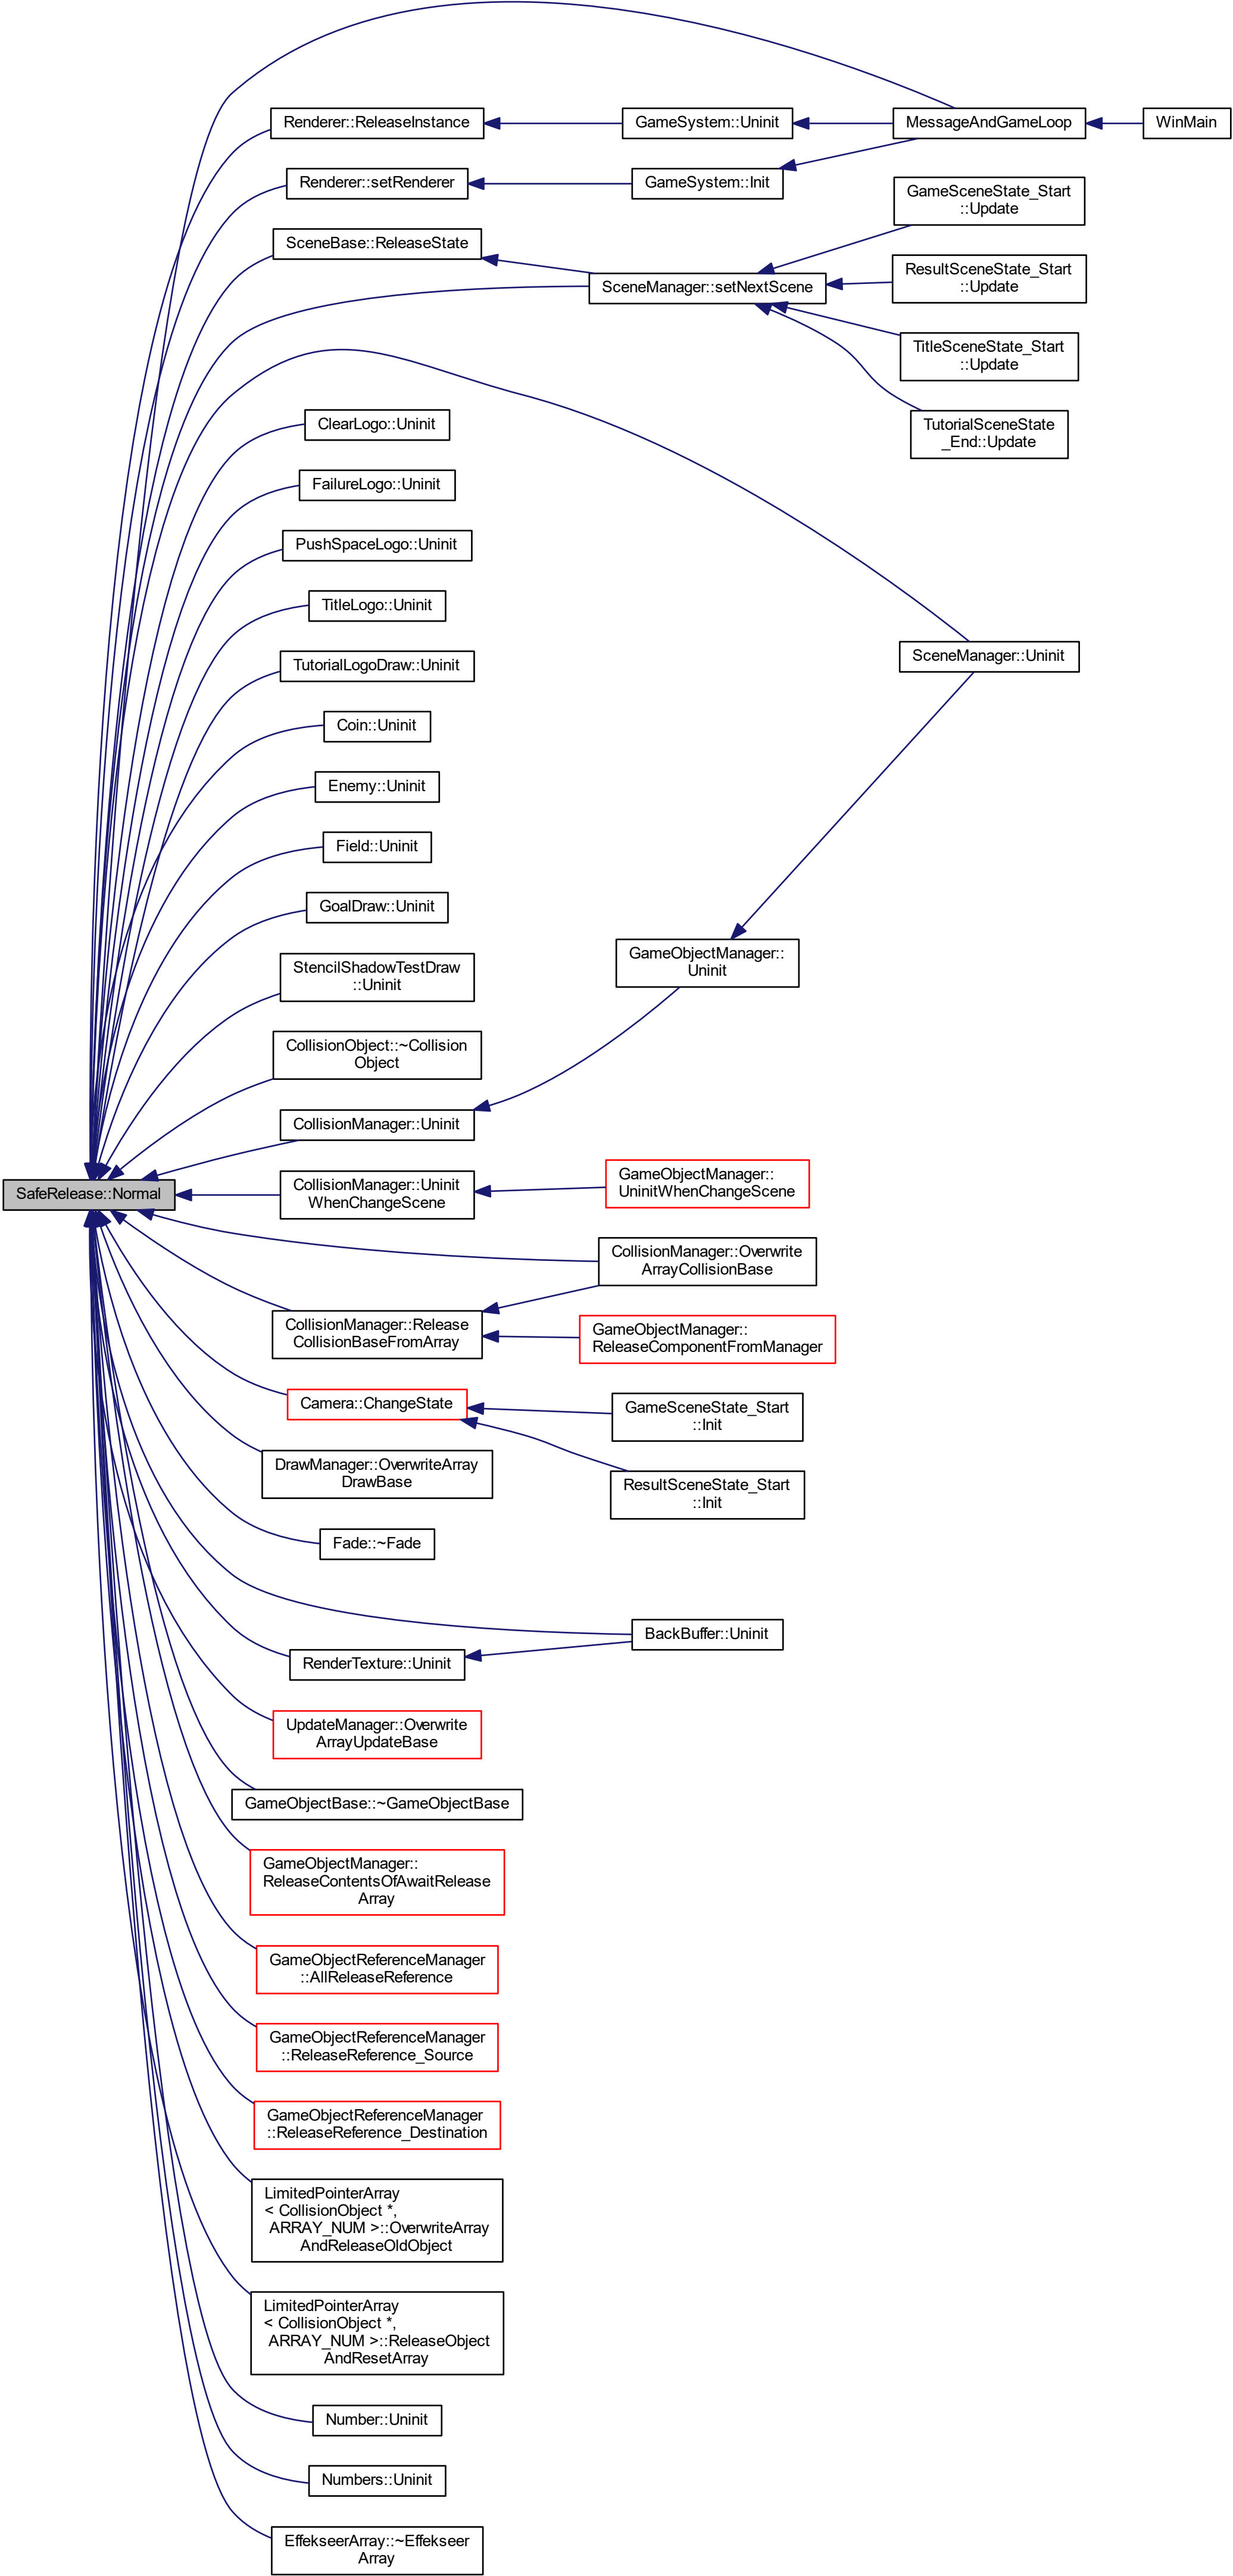 Renderer::ReleaseInstance
GameSystem::Uninit
MessageAndGameLoop
WinMain
Renderer::setRenderer
GameSystem::Init
GameSceneState_Start
::Update
SceneBase::ReleaseState
SceneManager::setNextScene
ResultSceneState_Start
::Update
TitleSceneState_Start
::Update
TutorialSceneState
_End::Update
ClearLogo::Uninit
FailureLogo::Uninit
PushSpaceLogo::Uninit
TitleLogo::Uninit
TutorialLogoDraw::Uninit
SceneManager::Uninit
Coin::Uninit
Enemy::Uninit
Field::Uninit
GoalDraw::Uninit
StencilShadowTestDraw
::Uninit
GameObjectManager::
Uninit
CollisionObject::~Collision
Object
CollisionManager::Uninit
SafeRelease::Normal
CollisionManager::Uninit
WhenChangeScene
GameObjectManager::
UninitWhenChangeScene
CollisionManager::Overwrite
ArrayCollisionBase
CollisionManager::Release
CollisionBaseFromArray
GameObjectManager::
ReleaseComponentFromManager
Camera::ChangeState
GameSceneState_Start
::Init
DrawManager::OverwriteArray
DrawBase
ResultSceneState_Start
::Init
Fade::~Fade
BackBuffer::Uninit
RenderTexture::Uninit
UpdateManager::Overwrite
ArrayUpdateBase
GameObjectBase::~GameObjectBase
GameObjectManager::
ReleaseContentsOfAwaitRelease
Array
GameObjectReferenceManager
::AllReleaseReference
GameObjectReferenceManager
::ReleaseReference_Source
GameObjectReferenceManager
::ReleaseReference_Destination
LimitedPointerArray
< CollisionObject *,
ARRAY_NUM >::OverwriteArray
AndReleaseOldObject
LimitedPointerArray
< CollisionObject *,
ARRAY_NUM >::ReleaseObject
AndResetArray
Number::Uninit
Numbers::Uninit
EffekseerArray::~Effekseer
Array